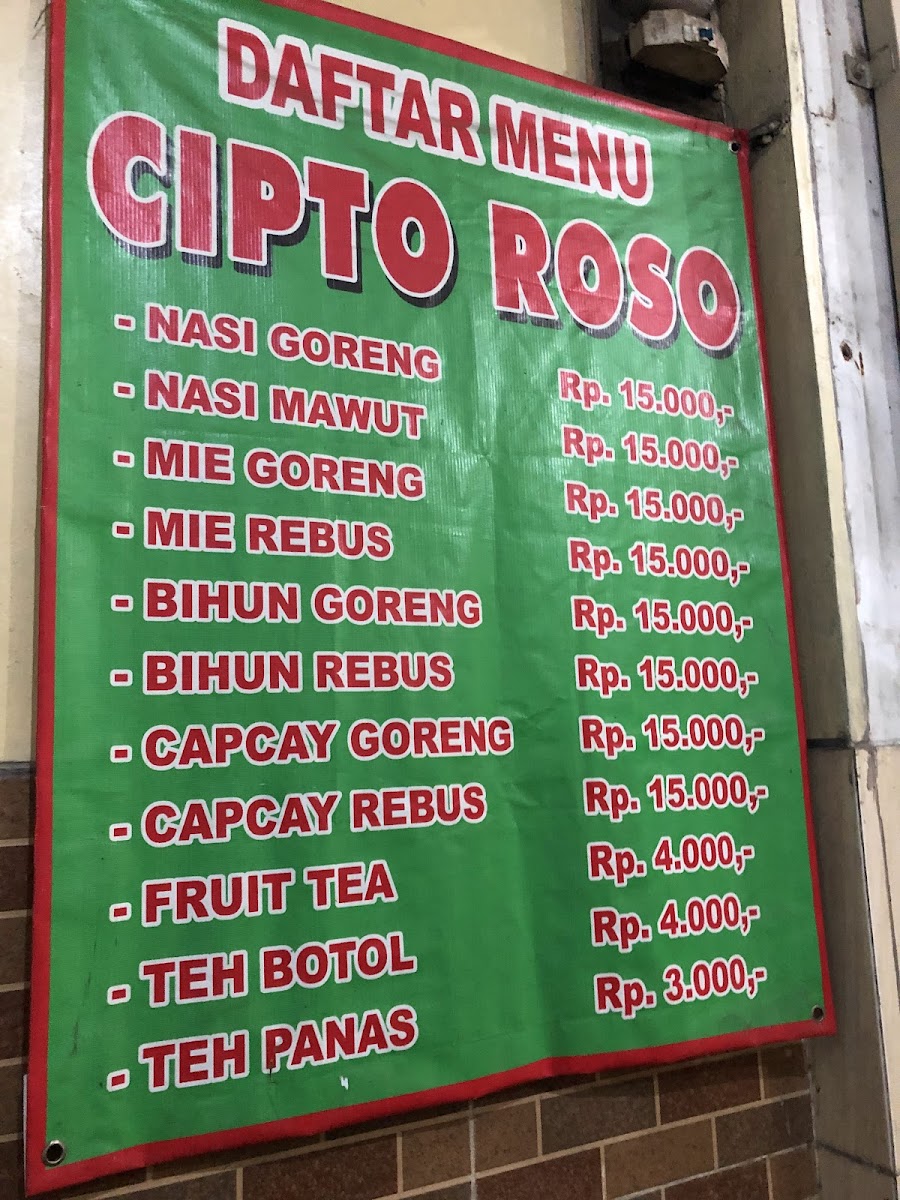 DAFTAR MENU
CIPTO ROSO
- NASI GORENG Rp. 15.000,-
- NASI MAWUT Rp. 15.000,-
- MIE GORENG Rp. 15.000,-
- MIE REBUS Rp. 15.000,-
- BIHUN GORENG Rp. 15.000,-
- BIHUN REBUS Rp. 15.000,-
- CAPCAY GORENG Rp. 15.000,-
- CAPCAY REBUS Rp. 15.000,-
- FRUIT TEA Rp. 4.000,-
- TEH BOTOL Rp. 4.000,-
- TEH PANAS Rp. 3.000,-